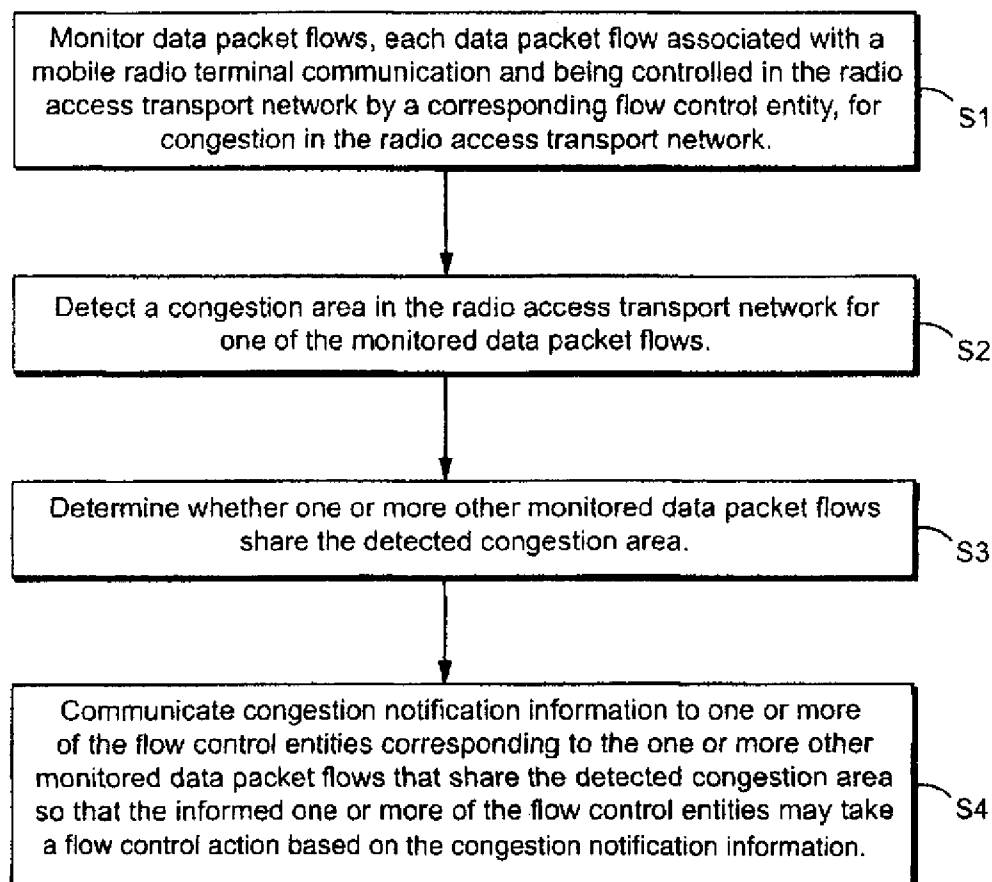 Monitor data packet flows, each data packet flow associated with a
mobile radio terminal communication and being controlled in the radio
access transport network by a corresponding flow control entity, for
congestion in the radio access transport network.
S1
Detect a congestion area in the radio access transport network for
one of the monitored data packet flows.
S2
Determine whether one or more other monitored data packet flows
share the detected congestion area.
S3
Communicate congestion notification information to one or more
of the flow control entities corresponding to the one or more other
monitored data packet flows that share the detected congestion area
so that the informed one or more of the flow control entities may take
a flow control action based on the congestion notification information.
S4